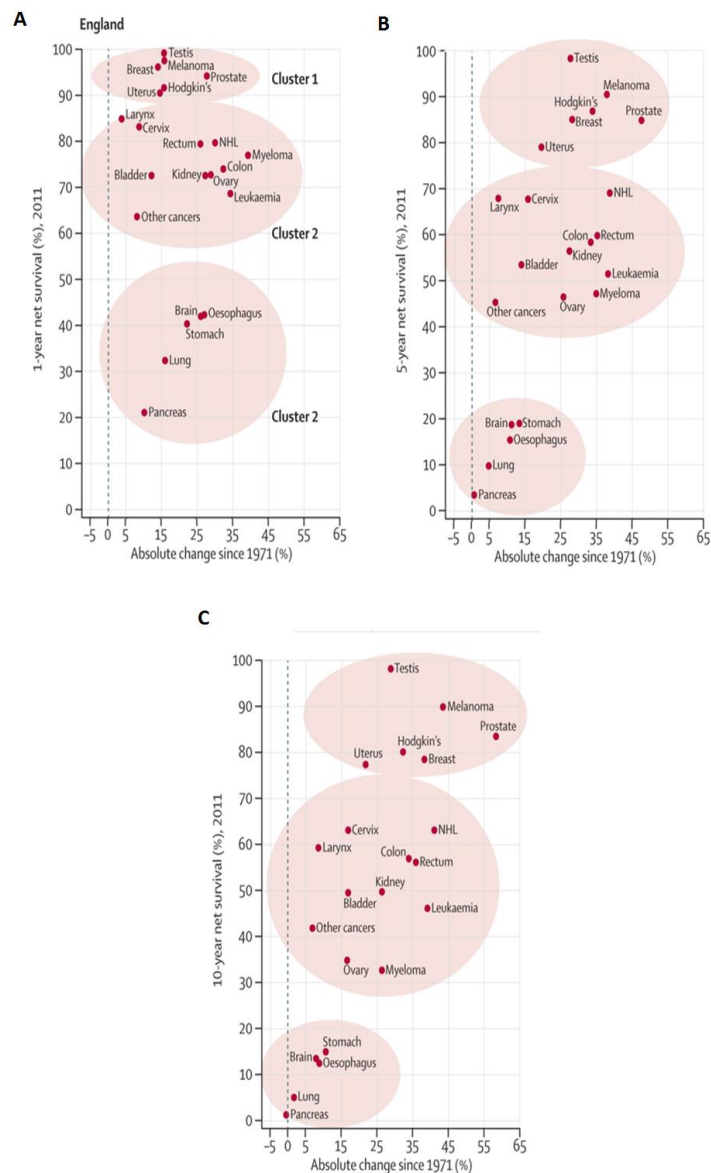 A
England
100
90
80
70
60
50
40
30
20
10
0
1-year net survival (%), 2011
Testis
Melanoma
Breast
Prostate
Hodgkin's
Uterus
Cluster 1
Larynx
Cervix
Rectum
NHL
Myeloma
Colon
Bladder
Kidney
Ovary
Leukaemia
Other cancers
Cluster 2
Brain
Oesophagus
Stomach
Lung
Pancreas
Cluster 2
−5 0 5 15 25 35 45 55 65
Absolute change since 1971 (%)
B
100
90
80
70
60
50
40
30
20
10
0
5-year net survival (%), 2011
Testis
Melanoma
Hodgkin's
Prostate
Breast
Uterus
NHL
Larynx
Cervix
Colon
Rectum
Kidney
Bladder
Leukaemia
Myeloma
Other cancers
Ovary
Brain
Stomach
Oesophagus
Lung
Pancreas
−5 0 5 15 25 35 45 55 65
Absolute change since 1971 (%)
C
100
90
80
70
60
50
40
30
20
10
0
10-year net survival (%), 2011
Testis
Melanoma
Prostate
Hodgkin's
Uterus
Breast
Cervix
NHL
Larynx
Colon
Rectum
Kidney
Bladder
Leukaemia
Other cancers
Ovary
Myeloma
Stomach
Brain
Oesophagus
Lung
Pancreas
−5 0 5 15 25 35 45 55 65
Absolute change since 1971 (%)